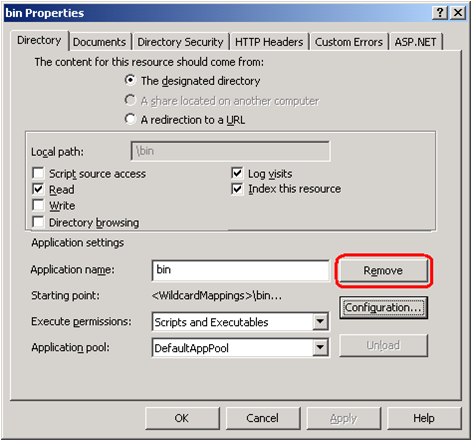 bin Properties
Directory Documents Directory Security HTTP Headers Custom Errors ASP.NET
The content for this resource should come from:
The designated directory
A share located on another computer
A redirection to a URL
Local path: \bin
Script source access Log visits
Read Index this resource
Write
Directory browsing
Application settings
Application name: bin Remove
Starting point: <WildcardMappings>\bin...
Configuration...
Execute permissions: Scripts and Executables
Application pool: DefaultAppPool Unload
OK Cancel Apply Help